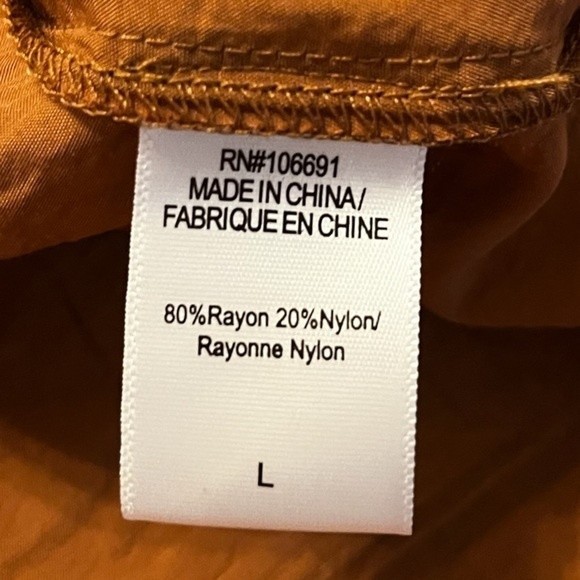 RN#106691
MADE IN CHINA/
FABRIQUE EN CHINE
80%Rayon 20%Nylon/
Rayonne Nylon
L